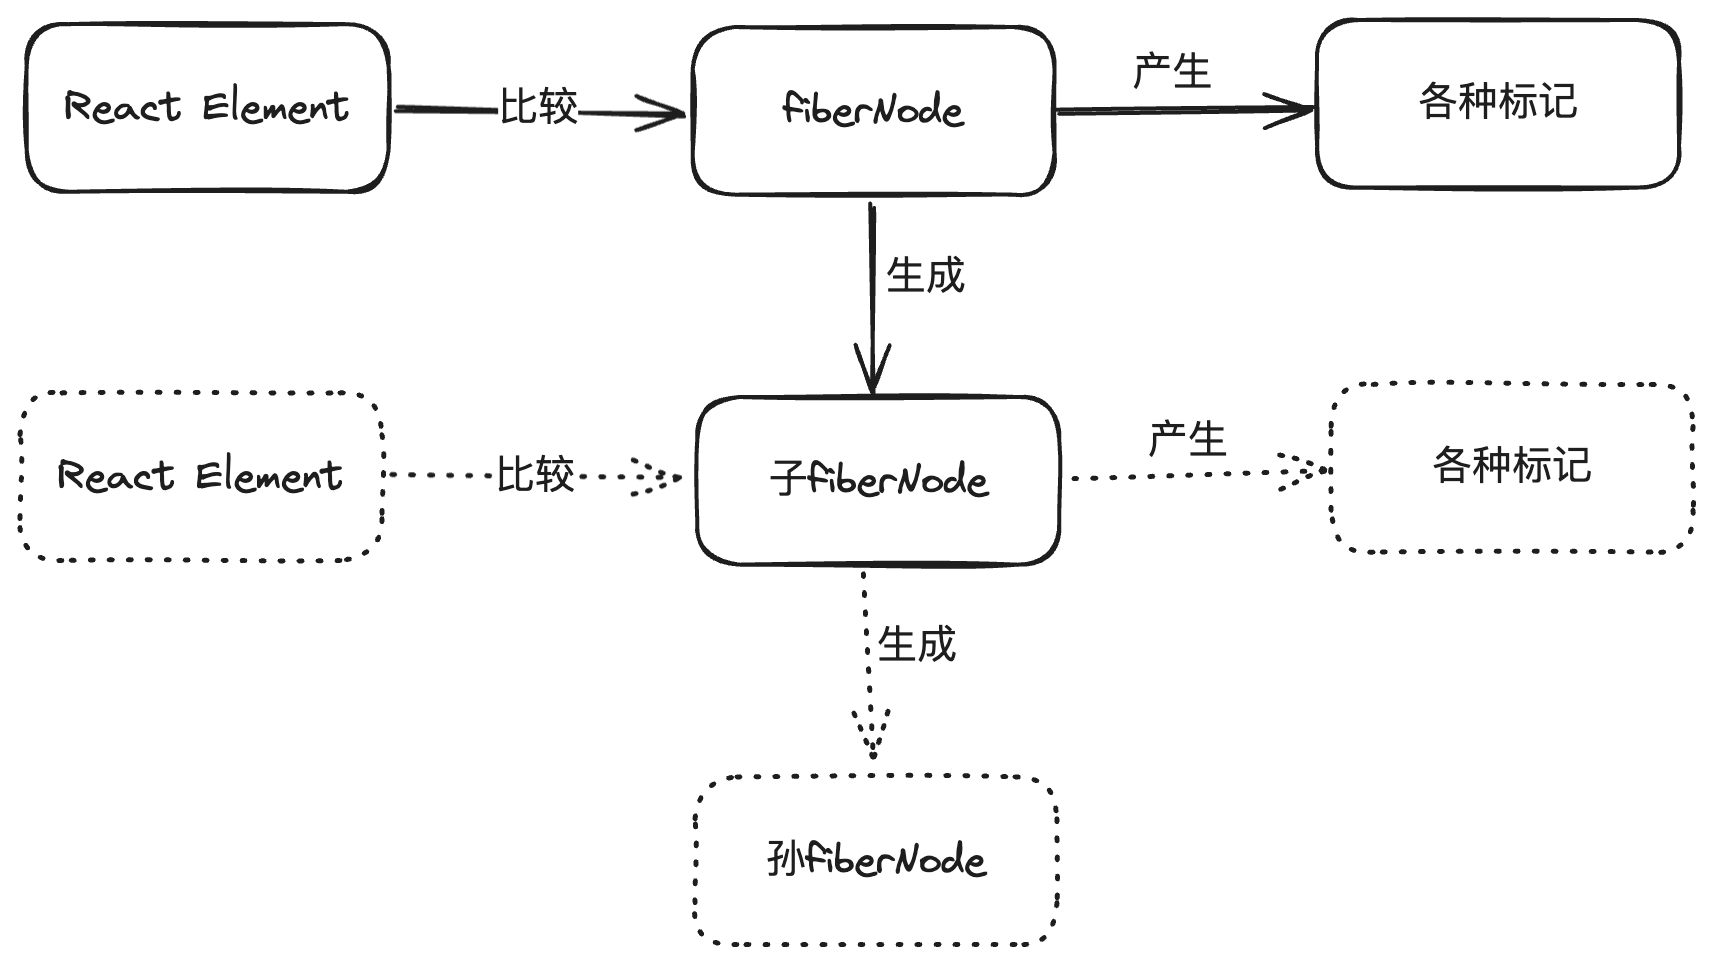 React Element
比较
fiberNode
产生
各种标记
生成
React Element
比较
子fiberNode
产生
各种标记
生成
孙fiberNode